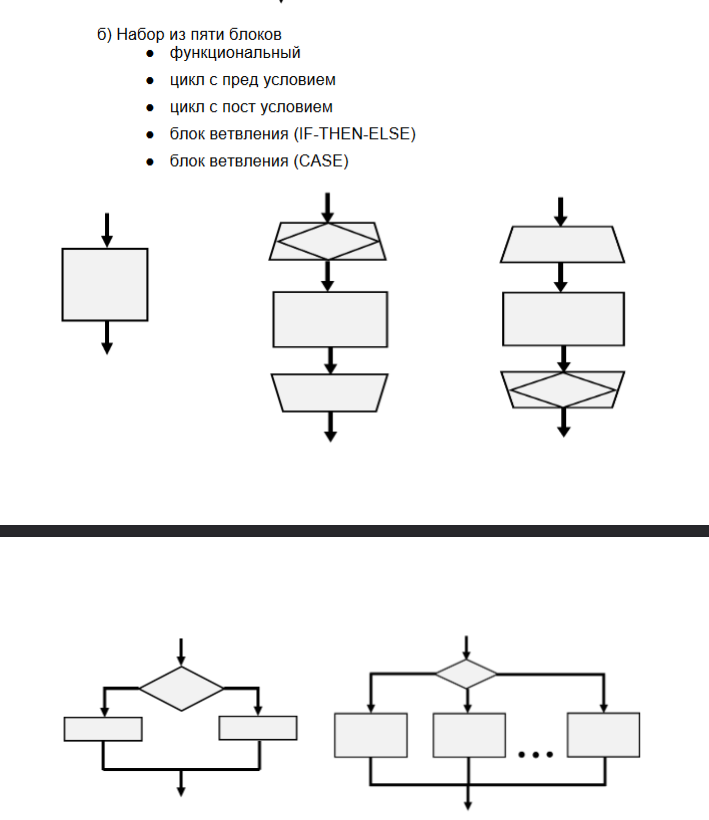 б) Набор из пяти блоков
● функциональный
● цикл с пред условием
● цикл с пост условием
● блок ветвления (IF-THEN-ELSE)
● блок ветвления (CASE)